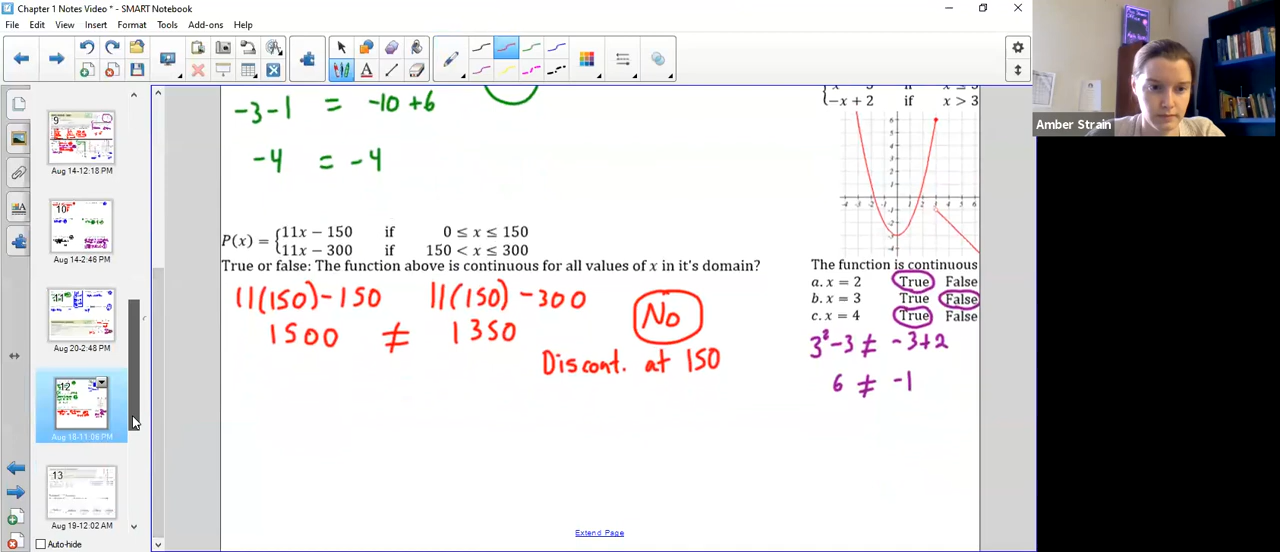 Chapter 1 Notes Video * - SMART Notebook
File Edit View Insert Format Tools Add-ons Help
9
Aug 14-12:18 PM
10
Aug 14-2:46 PM
11
Aug 20-2:48 PM
12
Aug 18-11:06 PM
13
Aug 19-12:02 AM
Auto-hide
-3-1 = -10+6
-4 = -4
P(x) = {11x − 150 if 0 ≤ x ≤ 150
11x − 300 if 150 < x ≤ 300
True or false: The function above is continuous for all values of x in it's domain?
11(150)-150 11(150)-300
1500 ≠ 1350
No
Discont. at 150
Extend Page
{−x + 2 if x > 3
The function is continuous
a. x = 2 True False
b. x = 3 True False
c. x = 4 True False
3²-3 ≠ -3+2
6 ≠ -1
Amber Strain